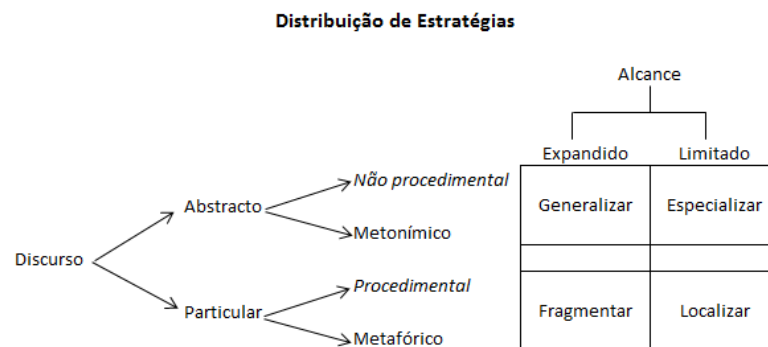 Distribuição de Estratégias
Alcance
Expandido Limitado
Não procedimental
Abstracto
Generalizar Especializar
Metonímico
Discurso
Procedimental
Particular
Fragmentar Localizar
Metafórico